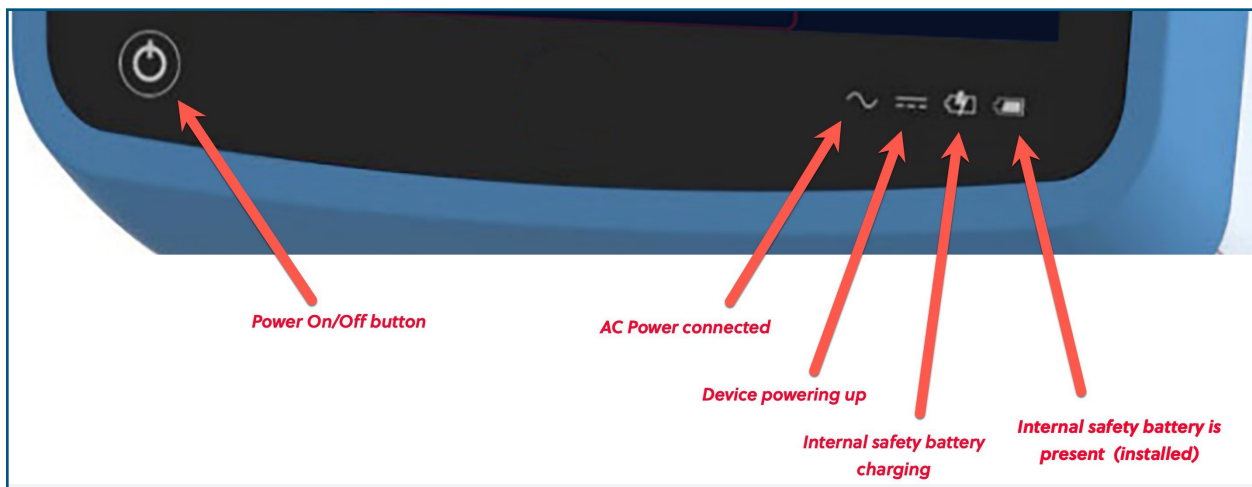 Power On/Off button
AC Power connected
Device powering up
Internal safety battery
charging
Internal safety battery is
present (installed)